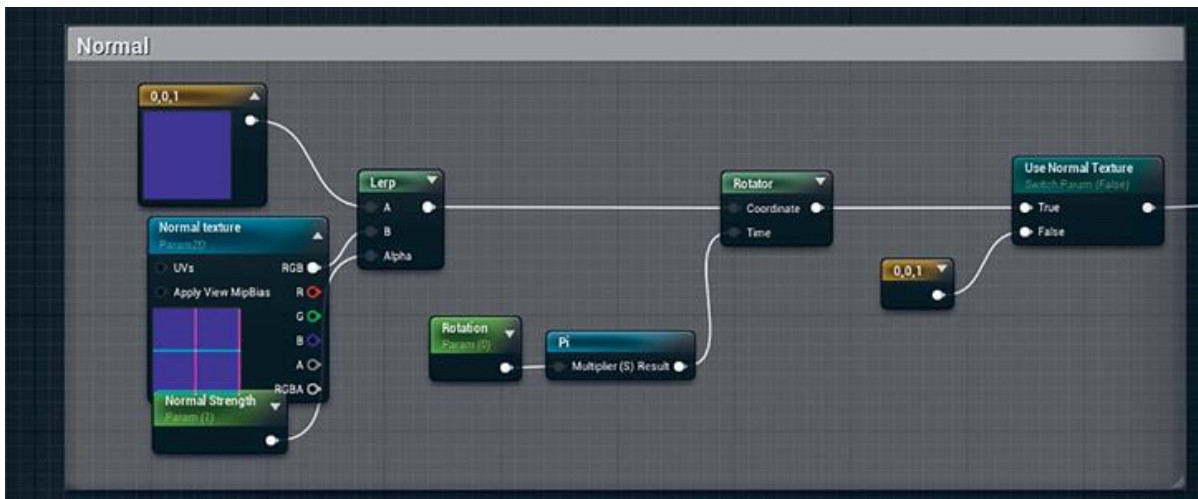 Normal
0,0,1
Normal texture
Param2D
UVs RGB
Apply View MipBias R
G
B
A
RGBA
Normal Strength
Param (1)
Lerp
A
B
Alpha
Rotation
Param (0)
Pi
Multiplier (S) Result
Rotator
Coordinate
Time
0,0,1
Use Normal Texture
Switch Param (False)
True
False